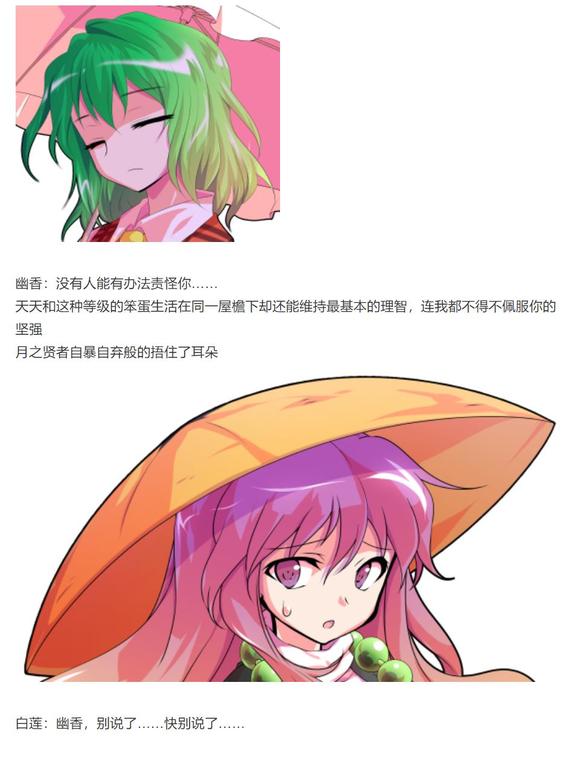 幽香：没有人能有办法责怪你……
天天和这种等级的笨蛋生活在同一屋檐下却还能维持最基本的理智，连我都不得不佩服你的
坚强
月之贤者自暴自弃般的捂住了耳朵
白莲：幽香，别说了……快别说了……